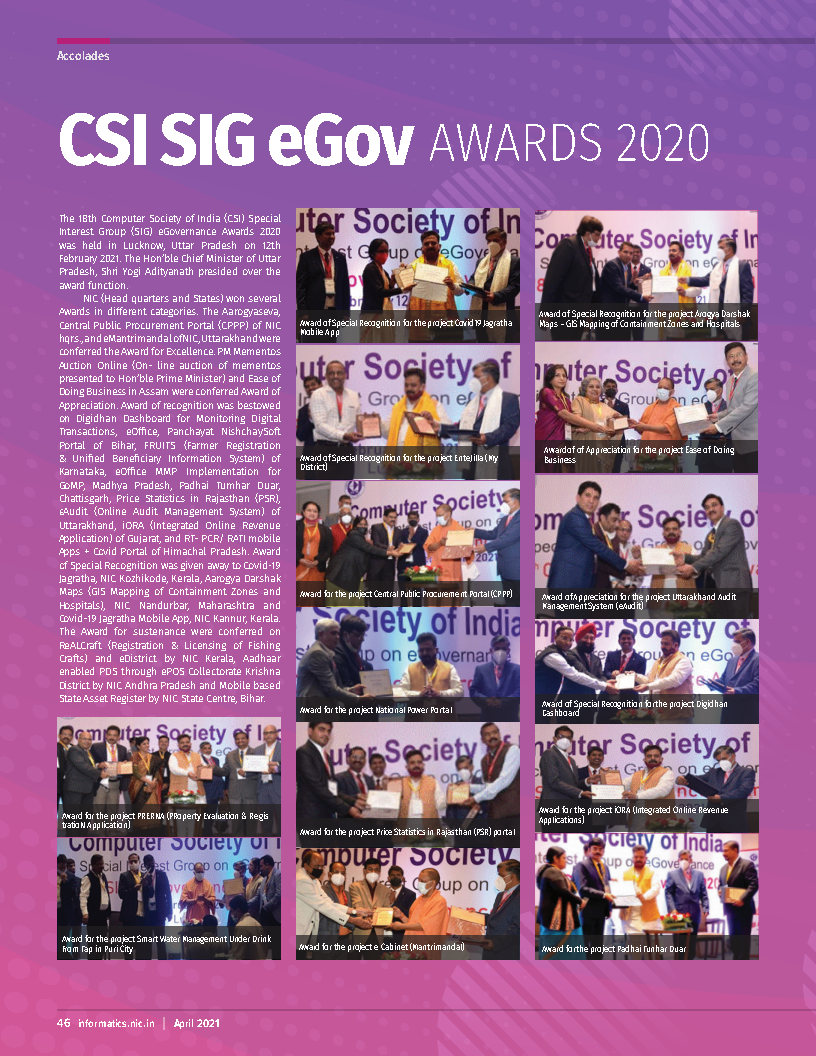 Accolades
CSI SIG eGov AWARDS 2020
The 18th Computer Society of India (CSI) Special
Interest Group (SIG) eGovernance Awards 2020
was held in Lucknow, Uttar Pradesh on 12th
February 2021. The Hon'ble Chief Minister of Uttar
Pradesh, Shri Yogi Adityanath presided over the
award function.
NIC (Head quarters and States) won several
Awards in different categories. The Aarogyaseva,
Central Public Procurement Portal (CPPP) of NIC
hqrs., and eMantrimandal of NIC, Uttarakhand were
conferred the Award for Excellence. PM Mementos
Auction Online (On- line auction of mementos
presented to Hon'ble Prime Minister) and Ease of
Doing Business in Assam were conferred Award of
Appreciation. Award of recognition was bestowed
on Digidhan Dashboard for Monitoring Digital
Transactions, eOffice, Panchayat NishchaySoft
Portal of Bihar, FRUITS (Farmer Registration
& Unified Beneficiary Information System) of
Karnataka, eOffice MMP Implementation for
GoMP, Madhya Pradesh, Padhai Tumhar Duar,
Chattisgarh, Price Statistics in Rajasthan (PSR),
eAudit (Online Audit Management System) of
Uttarakhand, iORA (Integrated Online Revenue
Application) of Gujarat, and RT- PCR/ RATI mobile
Apps + Covid Portal of Himachal Pradesh. Award
of Special Recognition was given away to Covid-19
Jagratha, NIC Kozhikode, Kerala, Aarogya Darshak
Maps (GIS Mapping of Containment Zones and
Hospitals), NIC Nandurbar, Maharashtra and
Covid-19 Jagratha Mobile App, NIC Kannur, Kerala.
The Award for sustenance were conferred on
ReALCraft (Registration & Licensing of Fishing
Crafts) and eDistrict by NIC Kerala, Aadhaar
enabled PDS through ePOS Collectorate Krishna
District by NIC Andhra Pradesh and Mobile based
State Asset Register by NIC State Centre, Bihar.
Award for the project PRERNA (PRoperty Evaluation & Regis
tratioN Application)
Award for the project Smart Water Management Under Drink
from Tap in Puri City
Award of Special Recognition for the project Covid19 Jagratha
Mobile App
Award of Special Recognition for the project EnteJilla (My
District)
Award for the project Central Public Procurement Portal (CPPP)
Award for the project National Power Portal
Award for the project Price Statistics in Rajasthan (PSR) portal
Award for the project e Cabinet (Mantrimandal)
Award of Special Recognition for the project Arogya Darshak
Maps - GIS Mapping of Containment Zones and Hospitals
Award of of Appreciation for the project Ease of Doing
Business
Award of Appreciation for the project Uttarakhand Audit
Management System (eAudit)
Award of Special Recognition for the project Digidhan
Dashboard
Award for the project iORA (Integrated Online Revenue
Applications)
Award for the project Padhai Tunhar Duar
46 informatics.nic.in | April 2021